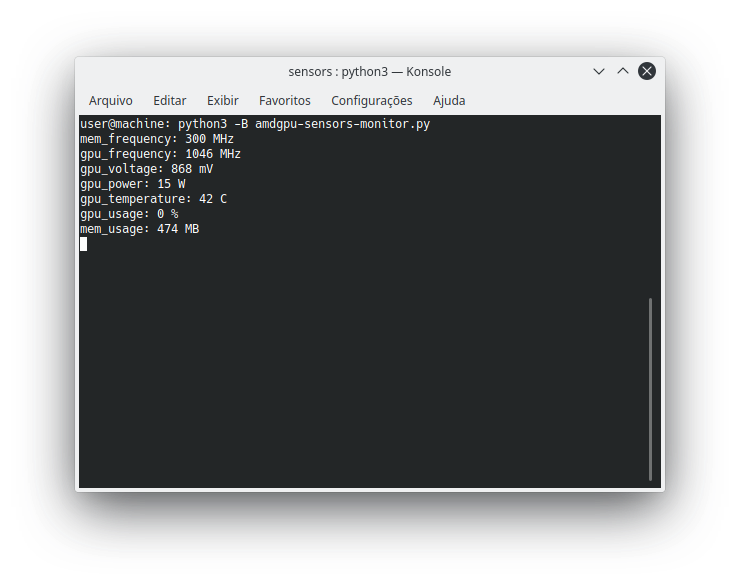 sensors : python3 — Konsole
Arquivo Editar Exibir Favoritos Configurações Ajuda
user@machine: python3 -B amdgpu-sensors-monitor.py
mem_frequency: 300 MHz
gpu_frequency: 1046 MHz
gpu_voltage: 868 mV
gpu_power: 15 W
gpu_temperature: 42 C
gpu_usage: 0 %
mem_usage: 474 MB